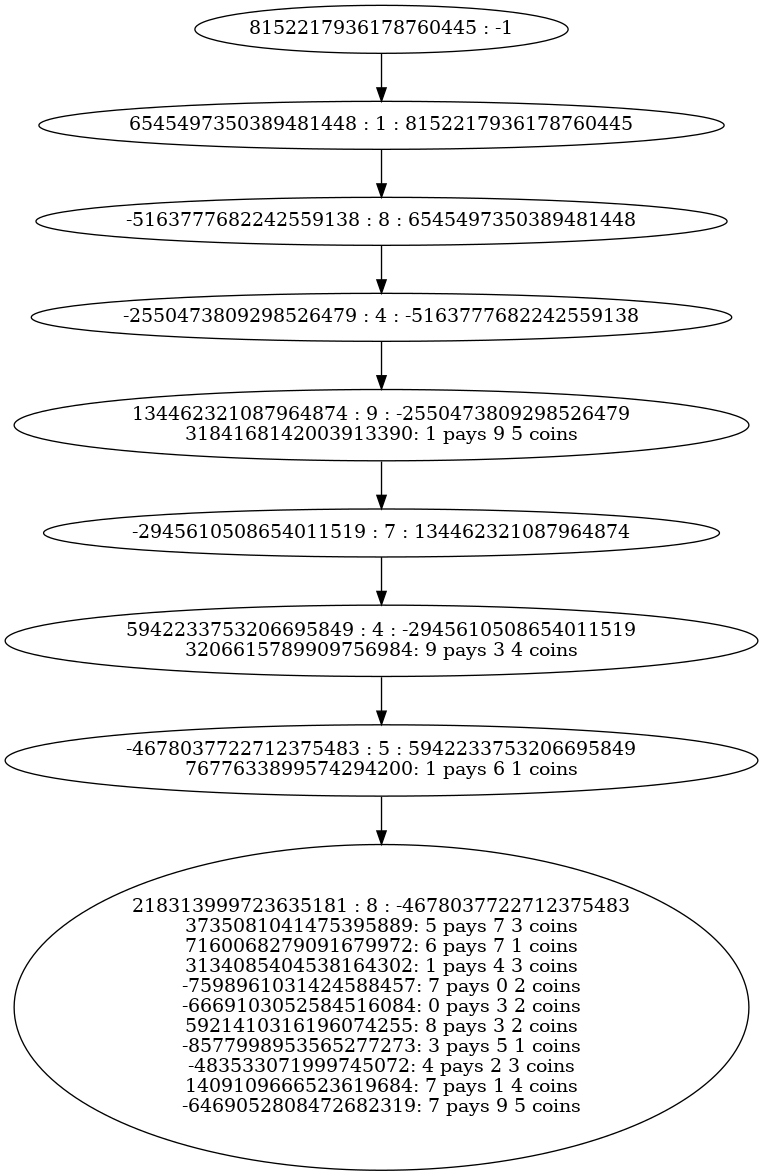 8152217936178760445 : -1
6545497350389481448 : 1 : 8152217936178760445
-5163777682242559138 : 8 : 6545497350389481448
-2550473809298526479 : 4 : -5163777682242559138
134462321087964874 : 9 : -2550473809298526479
3184168142003913390: 1 pays 9 5 coins
-2945610508654011519 : 7 : 134462321087964874
5942233753206695849 : 4 : -2945610508654011519
3206615789909756984: 9 pays 3 4 coins
-4678037722712375483 : 5 : 5942233753206695849
7677633899574294200: 1 pays 6 1 coins
218313999723635181 : 8 : -4678037722712375483
3735081041475395889: 5 pays 7 3 coins
7160068279091679972: 6 pays 7 1 coins
3134085404538164302: 1 pays 4 3 coins
-7598961031424588457: 7 pays 0 2 coins
-6669103052584516084: 0 pays 3 2 coins
5921410316196074255: 8 pays 3 2 coins
-8577998953565277273: 3 pays 5 1 coins
-4835330719997​45072: 4 pays 2 3 coins
1409109666523619684: 7 pays 1 4 coins
-6469052808472682319: 7 pays 9 5 coins